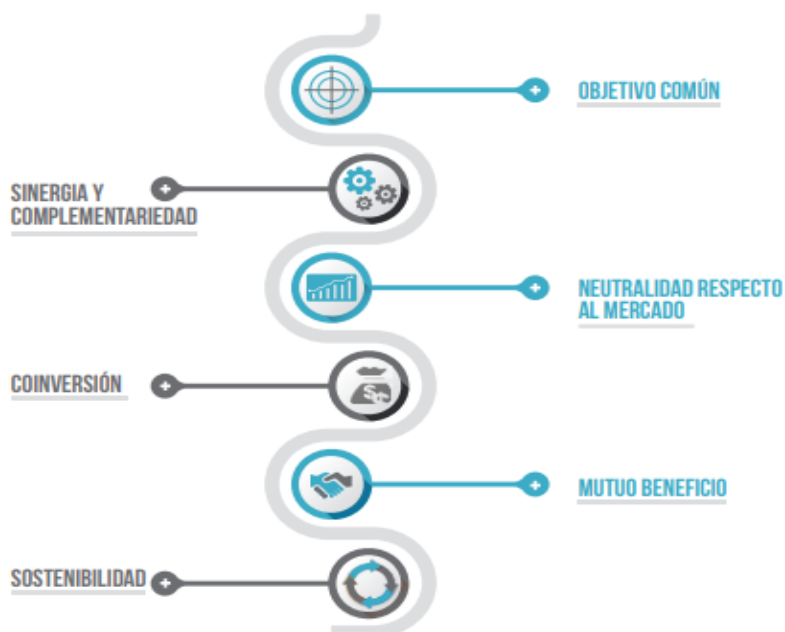 OBJETIVO COMÚN
SINERGIA Y
COMPLEMENTARIEDAD
NEUTRALIDAD RESPECTO
AL MERCADO
COINVERSIÓN
MUTUO BENEFICIO
SOSTENIBILIDAD